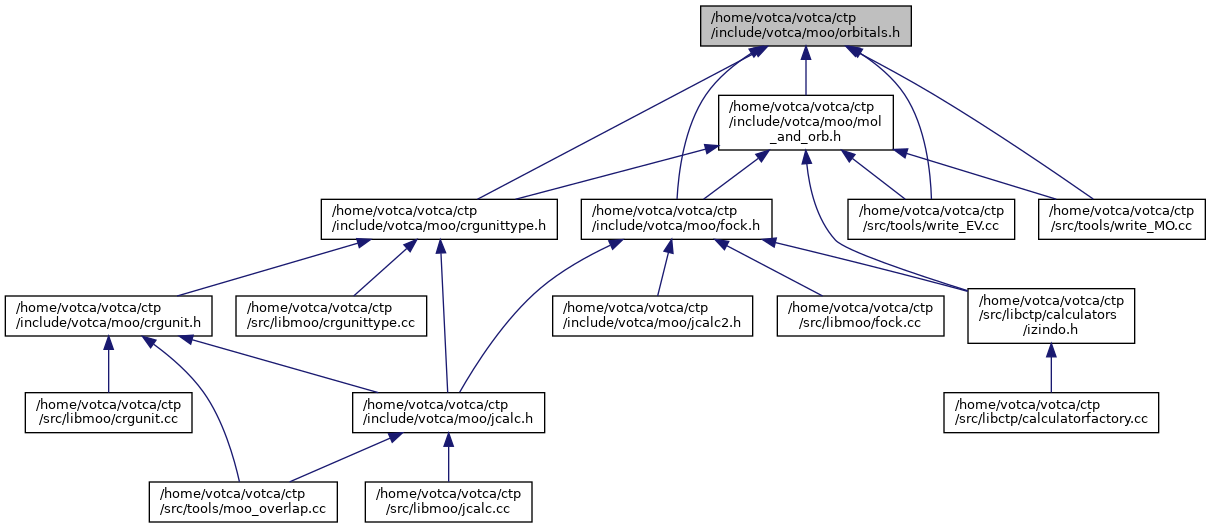 /home/votca/votca/ctp
/include/votca/moo/orbitals.h
/home/votca/votca/ctp
/include/votca/moo/mol
_and_orb.h
/home/votca/votca/ctp
/include/votca/moo/crgunittype.h
/home/votca/votca/ctp
/include/votca/moo/fock.h
/home/votca/votca/ctp
/src/tools/write_EV.cc
/home/votca/votca/ctp
/src/tools/write_MO.cc
/home/votca/votca/ctp
/include/votca/moo/crgunit.h
/home/votca/votca/ctp
/src/libmoo/crgunittype.cc
/home/votca/votca/ctp
/include/votca/moo/jcalc2.h
/home/votca/votca/ctp
/src/libmoo/fock.cc
/home/votca/votca/ctp
/src/libctp/calculators
/izindo.h
/home/votca/votca/ctp
/src/libmoo/crgunit.cc
/home/votca/votca/ctp
/include/votca/moo/jcalc.h
/home/votca/votca/ctp
/src/libctp/calculatorfactory.cc
/home/votca/votca/ctp
/src/tools/moo_overlap.cc
/home/votca/votca/ctp
/src/libmoo/jcalc.cc